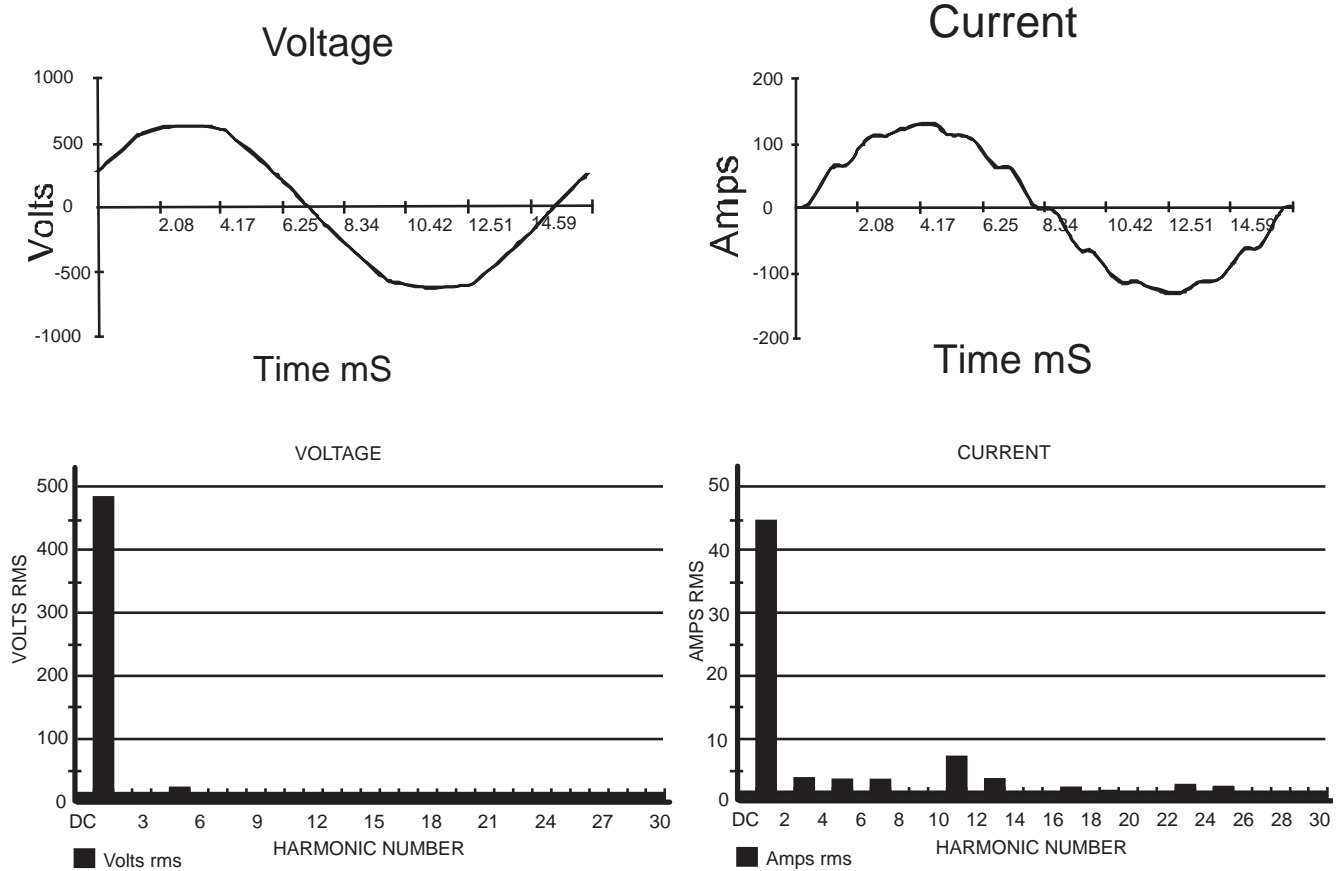 Voltage
1000
500
0
-500
-1000
Volts
2.08 4.17 6.25 8.34 10.42 12.51 14.59
Time mS
Current
200
100
0
-100
-200
Amps
2.08 4.17 6.25 8.34 10.42 12.51 14.59
Time mS
VOLTAGE
500
400
300
200
100
0
VOLTS RMS
DC 3 6 9 12 15 18 21 24 27 30
HARMONIC NUMBER
Volts rms
CURRENT
50
40
30
20
10
0
AMPS RMS
DC 2 4 6 8 10 12 14 16 18 20 22 24 26 28 30
HARMONIC NUMBER
Amps rms